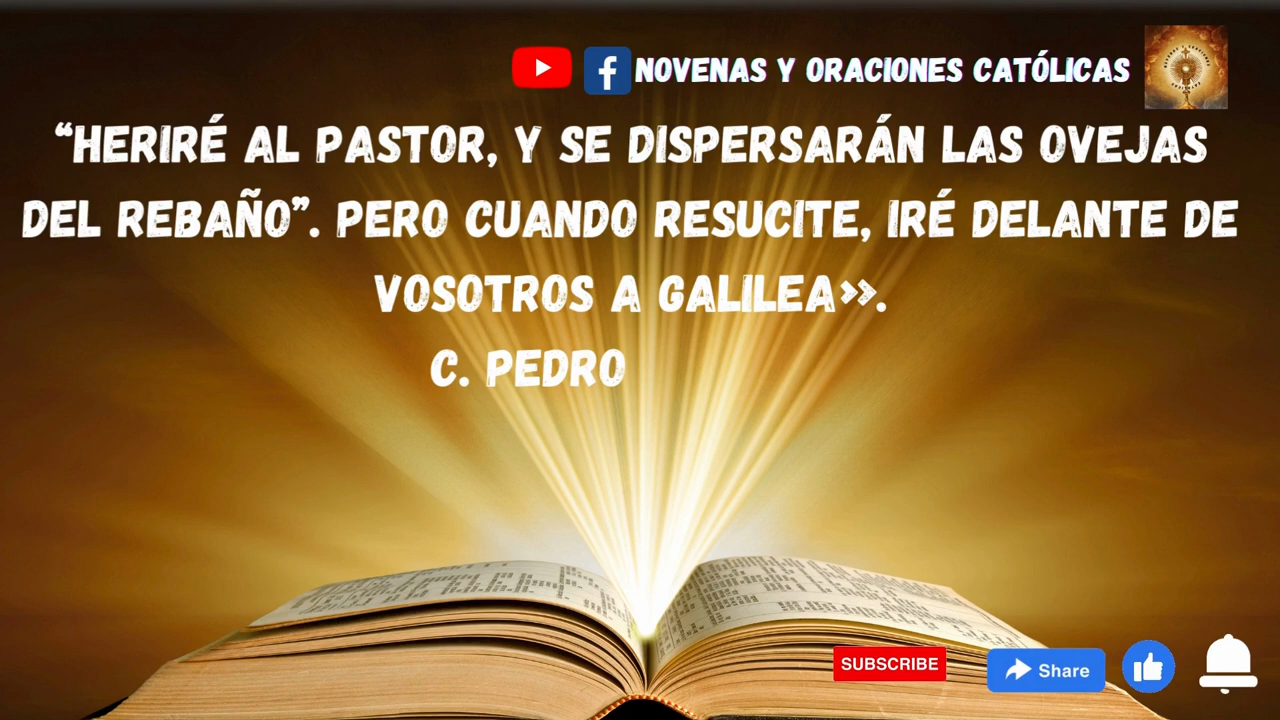 NOVENAS Y ORACIONES CATÓLICAS
“HERIRÉ AL PASTOR, Y SE DISPERSARÁN LAS OVEJAS
DEL REBAÑO”. PERO CUANDO RESUCITE, IRÉ DELANTE DE
VOSOTROS A GALILEA».
C. PEDRO
SUBSCRIBE
Share